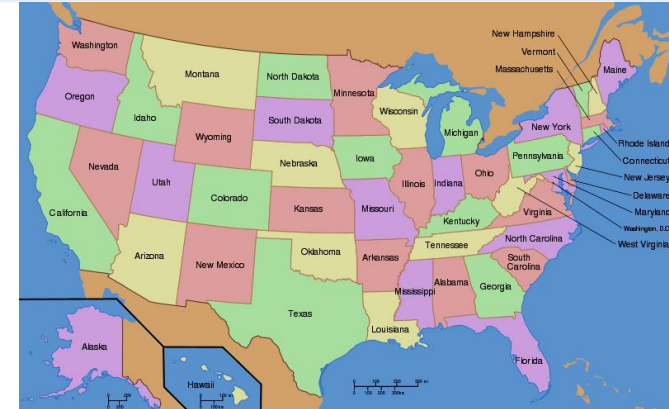 New Hampshire
Vermont
Massachusetts
Washington
Montana
North Dakota
Minnesota
Maine
Oregon
Idaho
Wisconsin
South Dakota
Michigan
New York
Wyoming
Rhode Island
Connecticut
Pennsylvania
Iowa
Nebraska
Nevada
Ohio
New Jersey
Utah
Illinois
Indiana
Delaware
Colorado
Maryland
Kansas
Missouri
Virginia
California
Kentucky
Washington, D.C
North Carolina
West Virginia
Tennessee
Oklahoma
Arizona
Arkansas
South
Carolina
New Mexico
Alabama
Georgia
Mississippi
Texas
Louisiana
Alaska
Florida
Hawaii